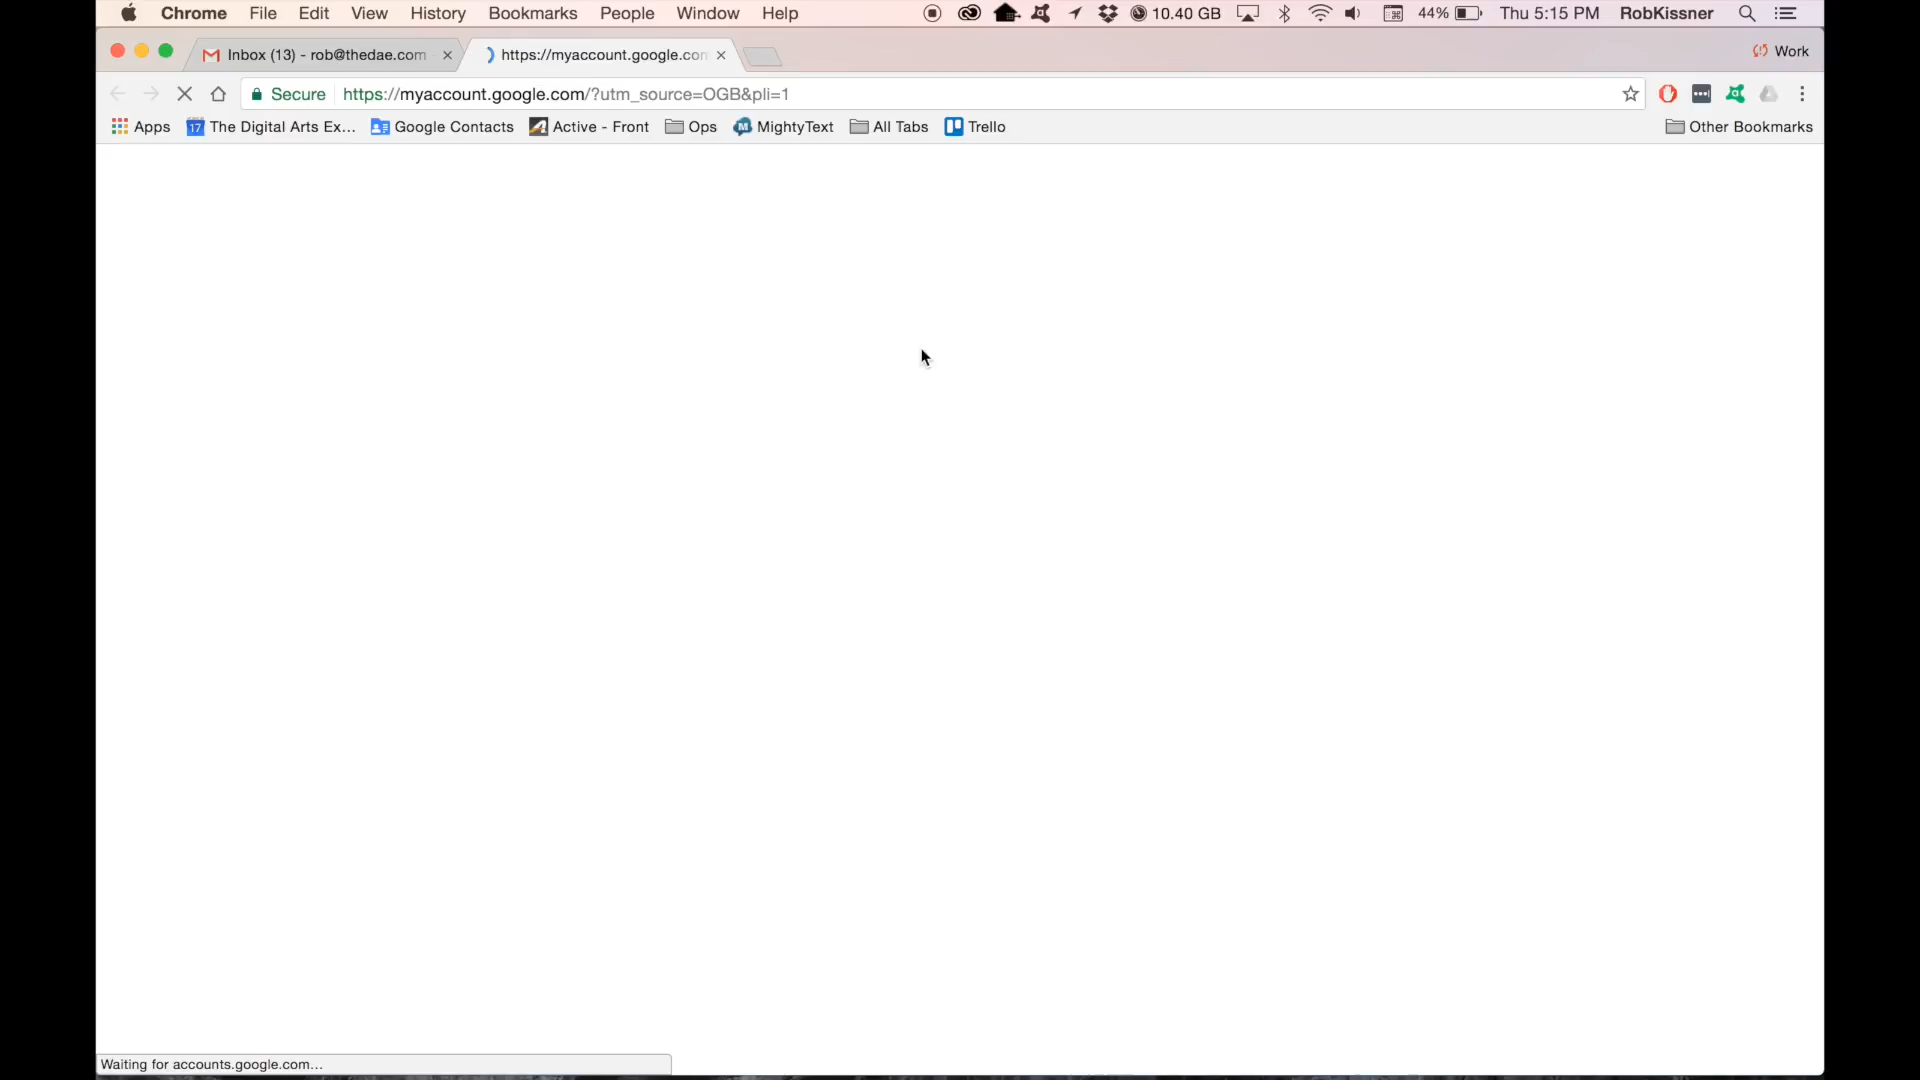 Chrome File Edit View History Bookmarks People Window Help 10.40 GB 44% Thu 5:15 PM RobKissner
Inbox (13) - rob@thedae.com https://myaccount.google.com Work
Secure https://myaccount.google.com/?utm_source=OGB&pli=1
Apps 17 The Digital Arts Ex... Google Contacts Active - Front Ops MightyText All Tabs Trello Other Bookmarks
Waiting for accounts.google.com...